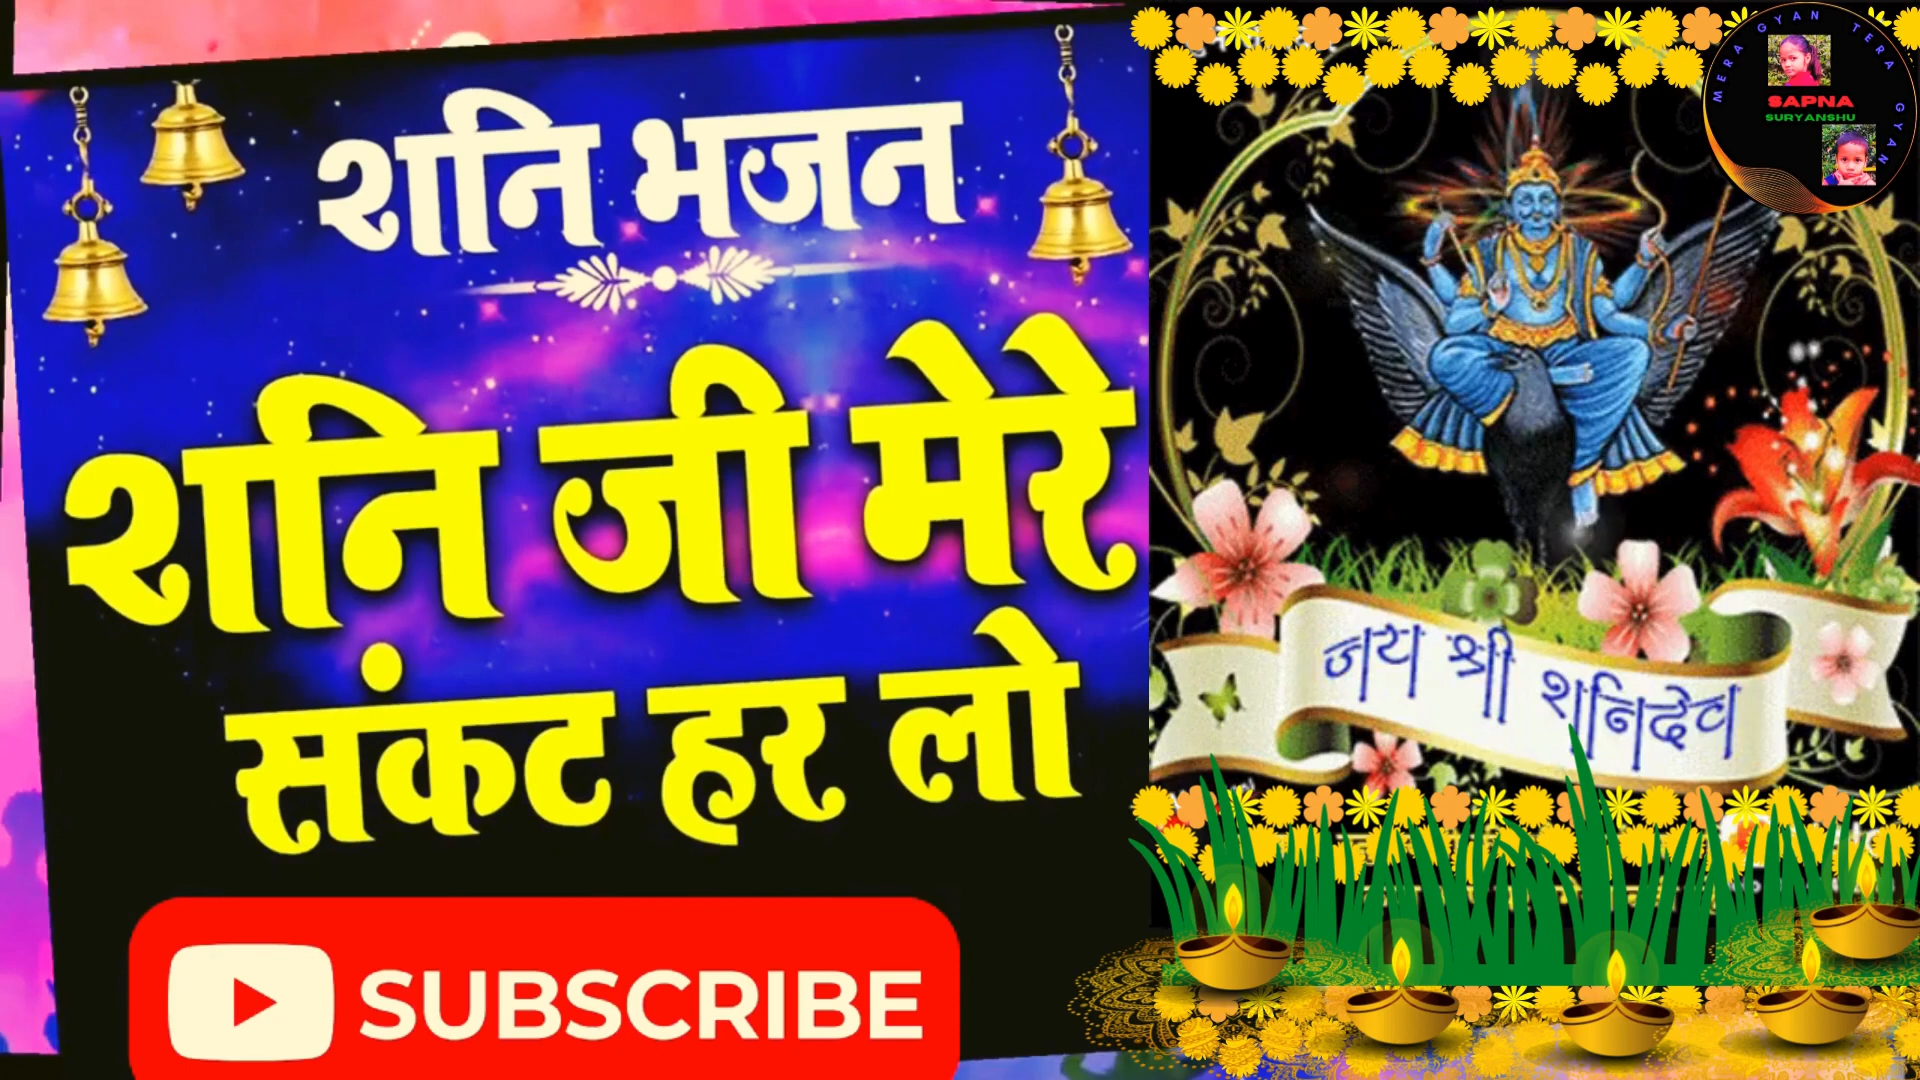 शनि भजन
शनि जी मेरे
संकट हर लो
SUBSCRIBE
MERA GYAN TERA GYAN
SAPNA
SURYANSHU
जय श्री शनिदेव